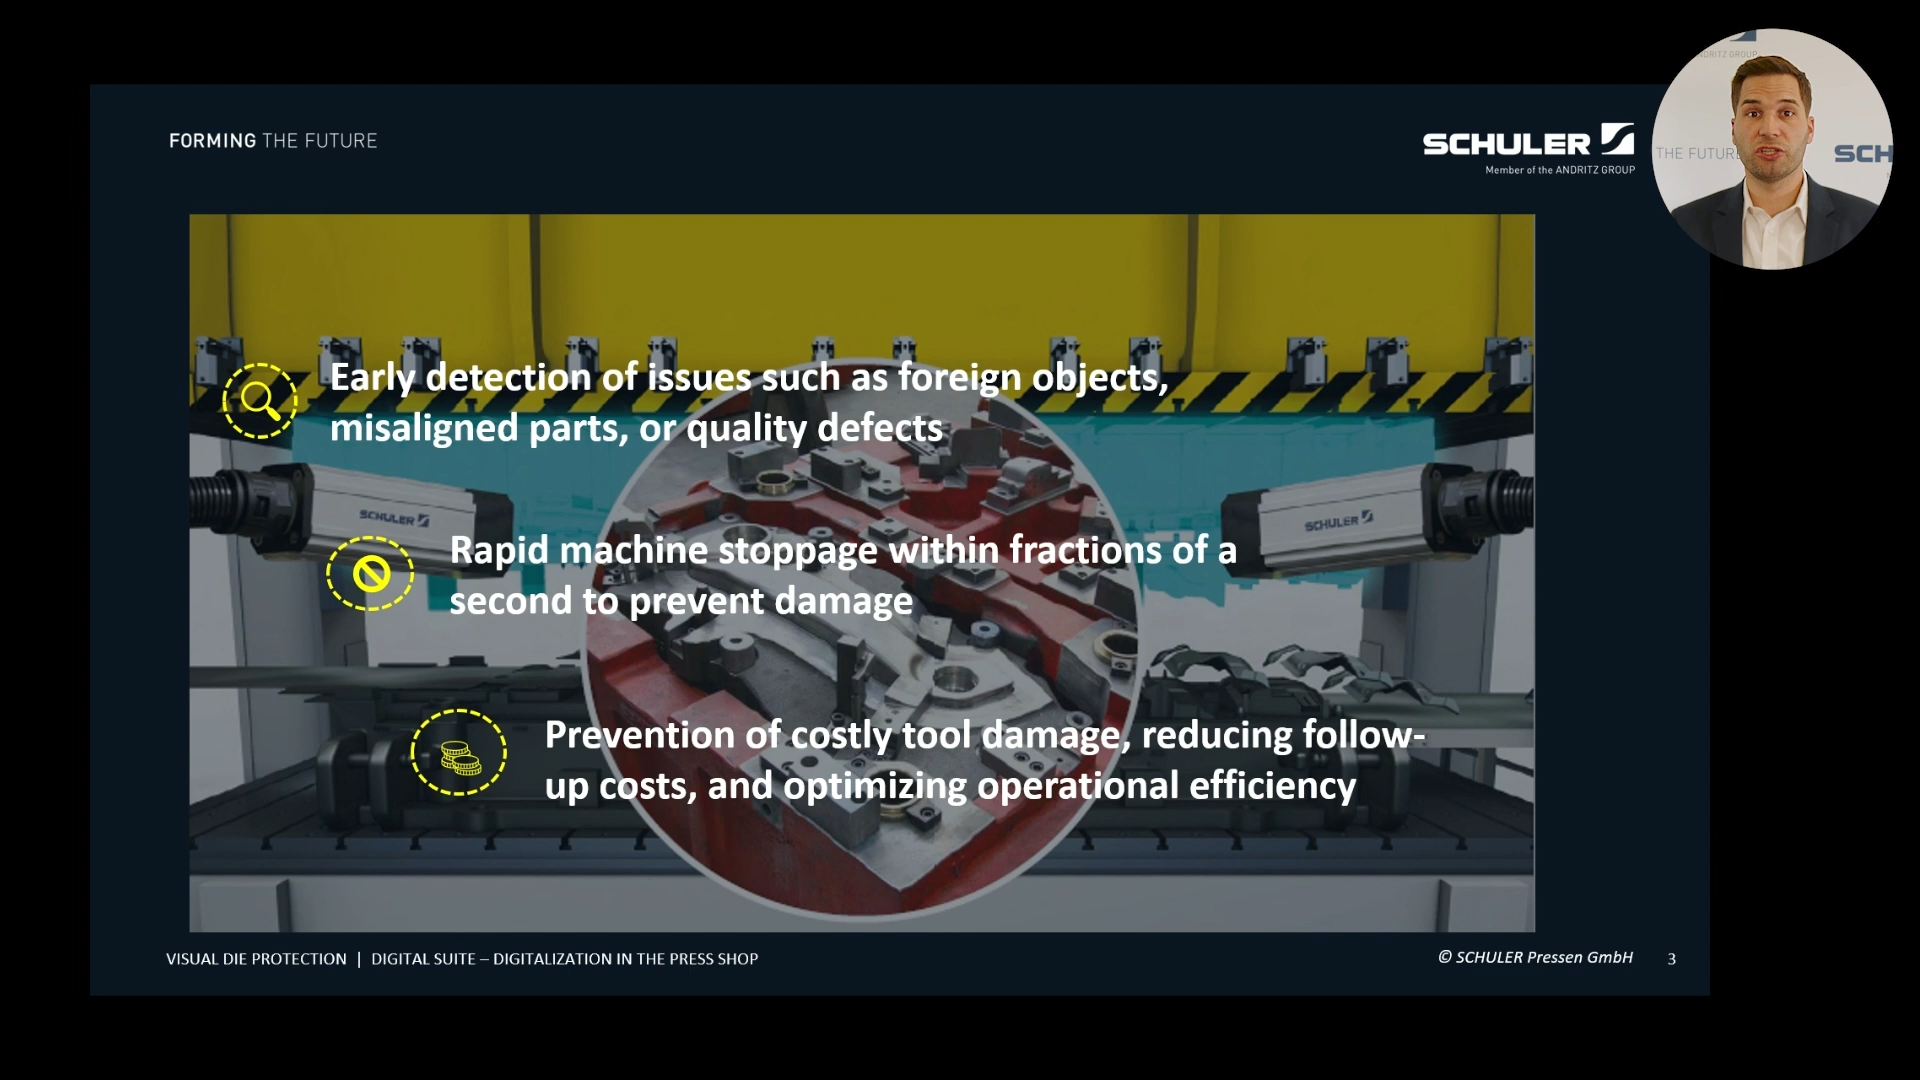 ANDRITZ GROUP
FORMING THE FUTURE
SCHULER
Member of the ANDRITZ GROUP
THE FUTURE
SCH
Early detection of issues such as foreign objects,
misaligned parts, or quality defects
SCHULER
SCHULER
Rapid machine stoppage within fractions of a
second to prevent damage
Prevention of costly tool damage, reducing follow-
up costs, and optimizing operational efficiency
VISUAL DIE PROTECTION | DIGITAL SUITE – DIGITALIZATION IN THE PRESS SHOP
© SCHULER Pressen GmbH
3